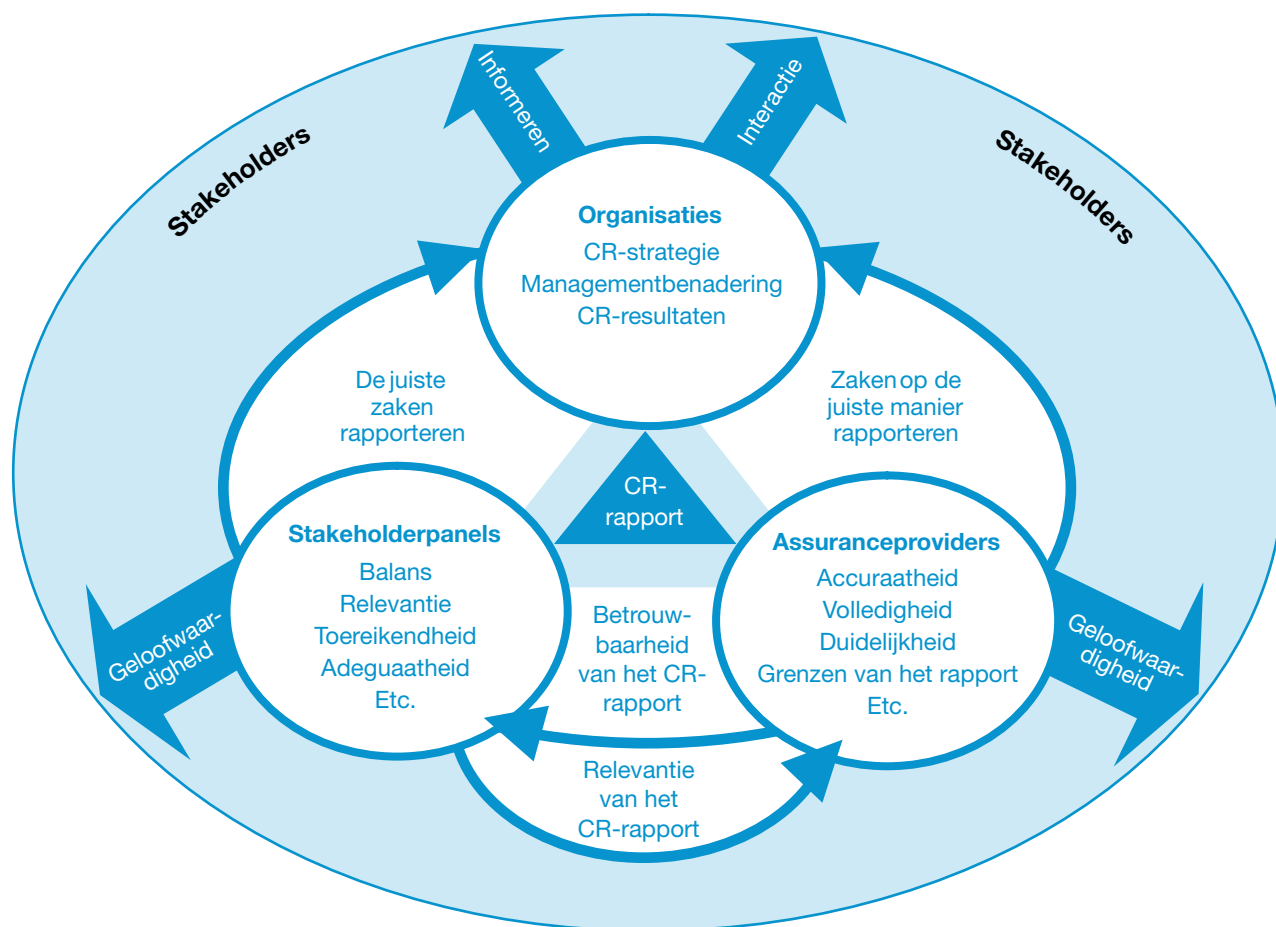 Informeren
Interactie
Stakeholders
Stakeholders
Organisaties
CR-strategie
Managementbenadering
CR-resultaten
De juiste
zaken
rapporteren
Zaken op de
juiste manier
rapporteren
CR-
rapport
Stakeholderpanels
Balans
Relevantie
Toereikendheid
Adeguaatheid
Etc.
Assuranceproviders
Accuraatheid
Volledigheid
Duidelijkheid
Grenzen van het rapport
Etc.
Betrouw-
baarheid
van het CR-
rapport
Geloofwaar-
digheid
Geloofwaar-
digheid
Relevantie
van het
CR-rapport